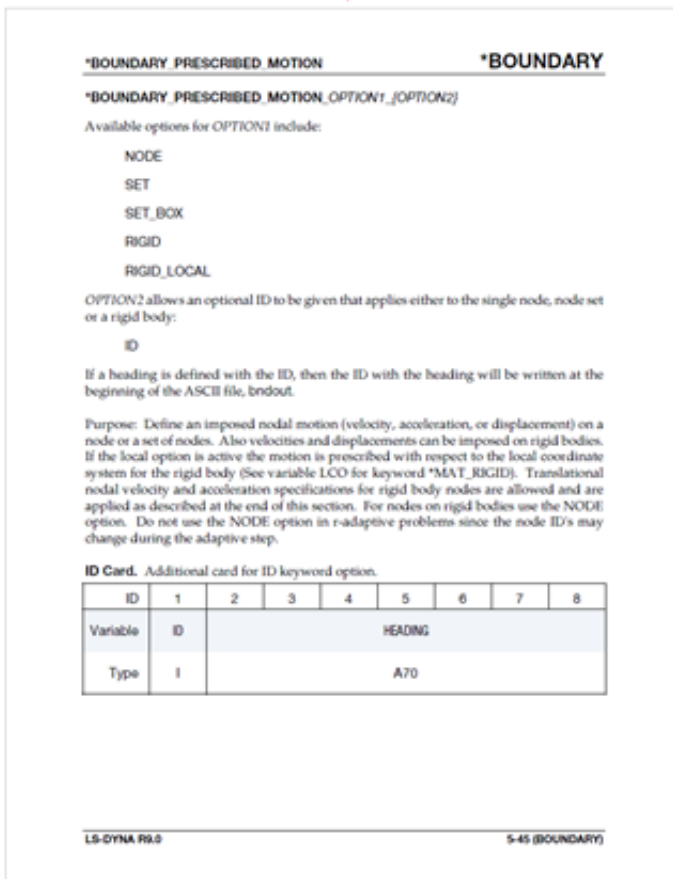 *BOUNDARY_PRESCRIBED_MOTION *BOUNDARY
*BOUNDARY_PRESCRIBED_MOTION_OPTION1_{OPTION2}
Available options for OPTION1 include:
NODE
SET
SET_BOX
RIGID
RIGID_LOCAL
OPTION2 allows an optional ID to be given that applies either to the single node, node set
or a rigid body:
ID
If a heading is defined with the ID, then the ID with the heading will be written at the
beginning of the ASCII file, bndout.
Purpose: Define an imposed nodal motion (velocity, acceleration, or displacement) on a
node or a set of nodes. Also velocities and displacements can be imposed on rigid bodies.
If the local option is active the motion is prescribed with respect to the local coordinate
system for the rigid body (See variable LCO for keyword *MAT_RIGID). Translational
nodal velocity and acceleration specifications for rigid body nodes are allowed and are
applied as described at the end of this section. For nodes on rigid bodies use the NODE
option. Do not use the NODE option in r-adaptive problems since the node ID's may
change during the adaptive step.
ID Card. Additional card for ID keyword option.
ID 1 2 3 4 5 6 7 8
Variable ID HEADING
Type I A70
LS-DYNA R9.0 5-45 (BOUNDARY)